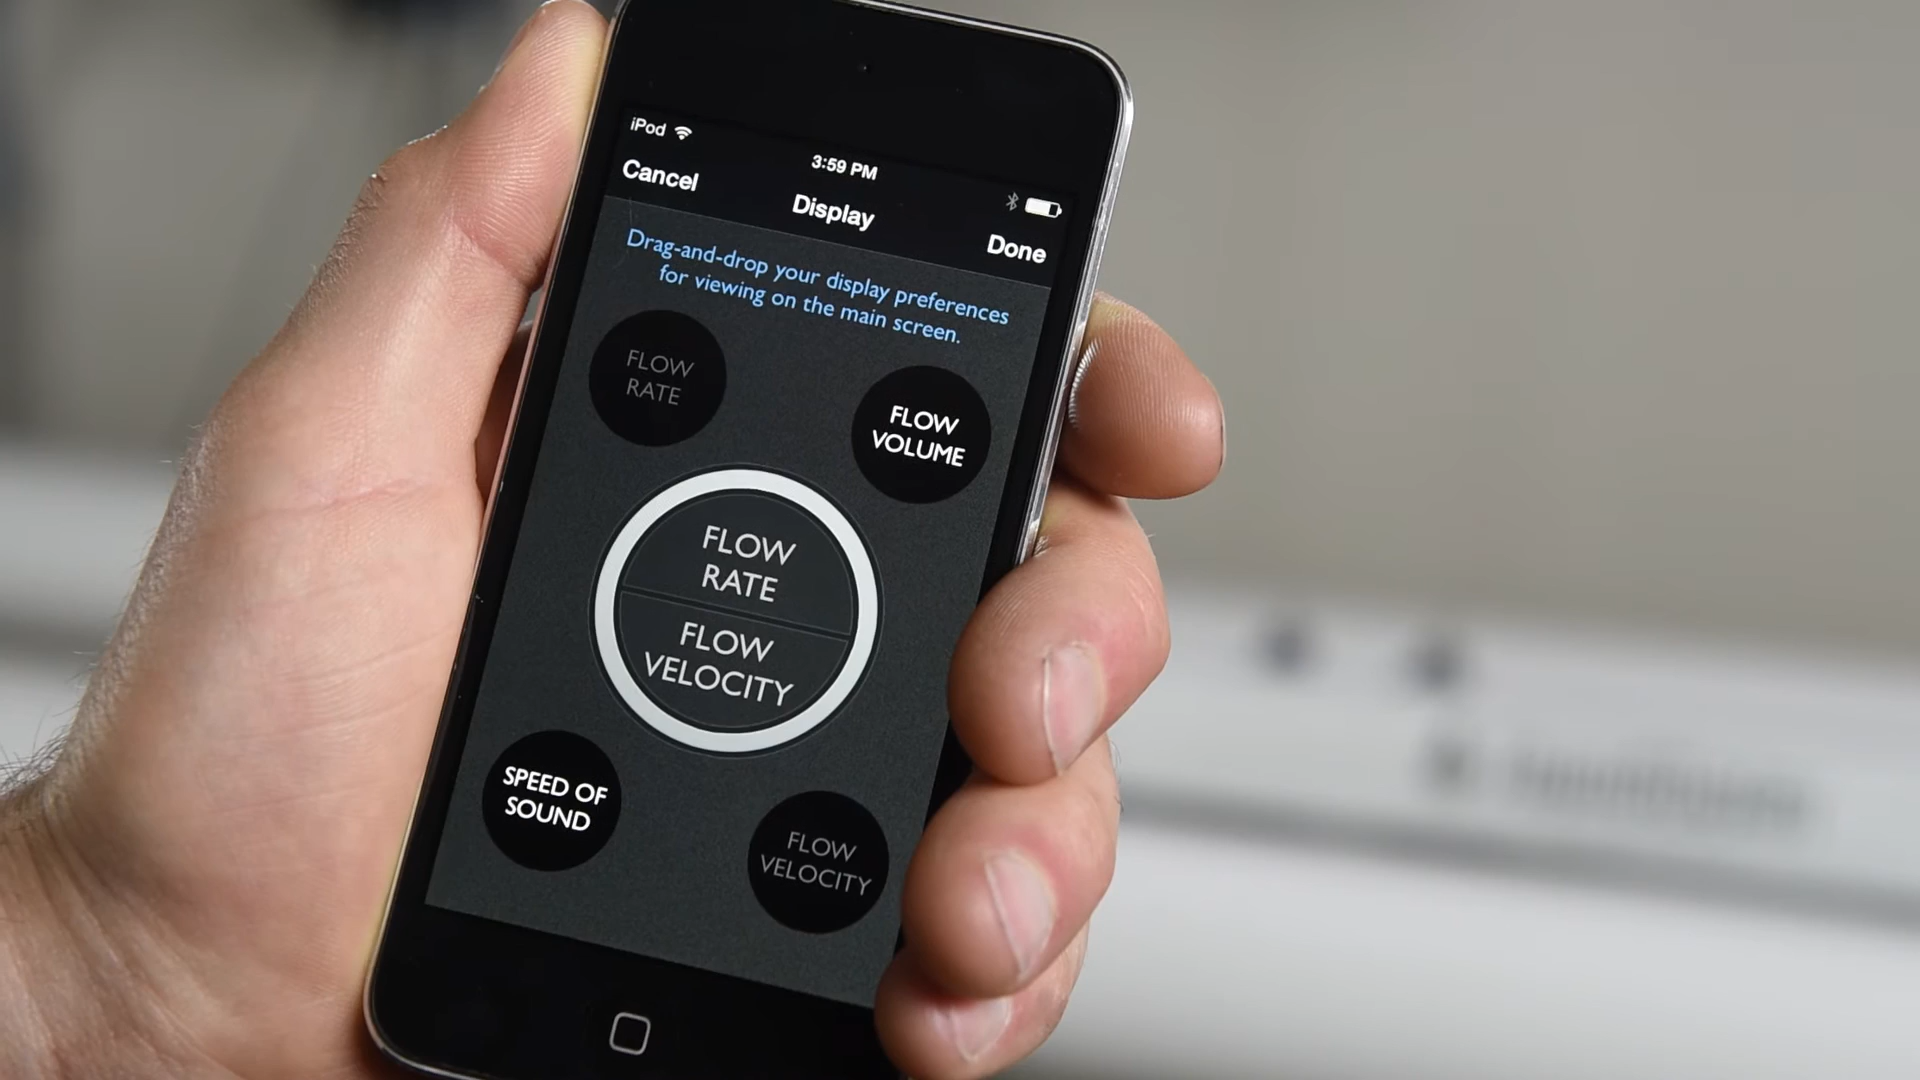 iPod
3:59 PM
Cancel
Display
Done
Drag-and-drop your display preferences
for viewing on the main screen.
FLOW
RATE
FLOW
VOLUME
FLOW
RATE
FLOW
VELOCITY
SPEED OF
SOUND
FLOW
VELOCITY